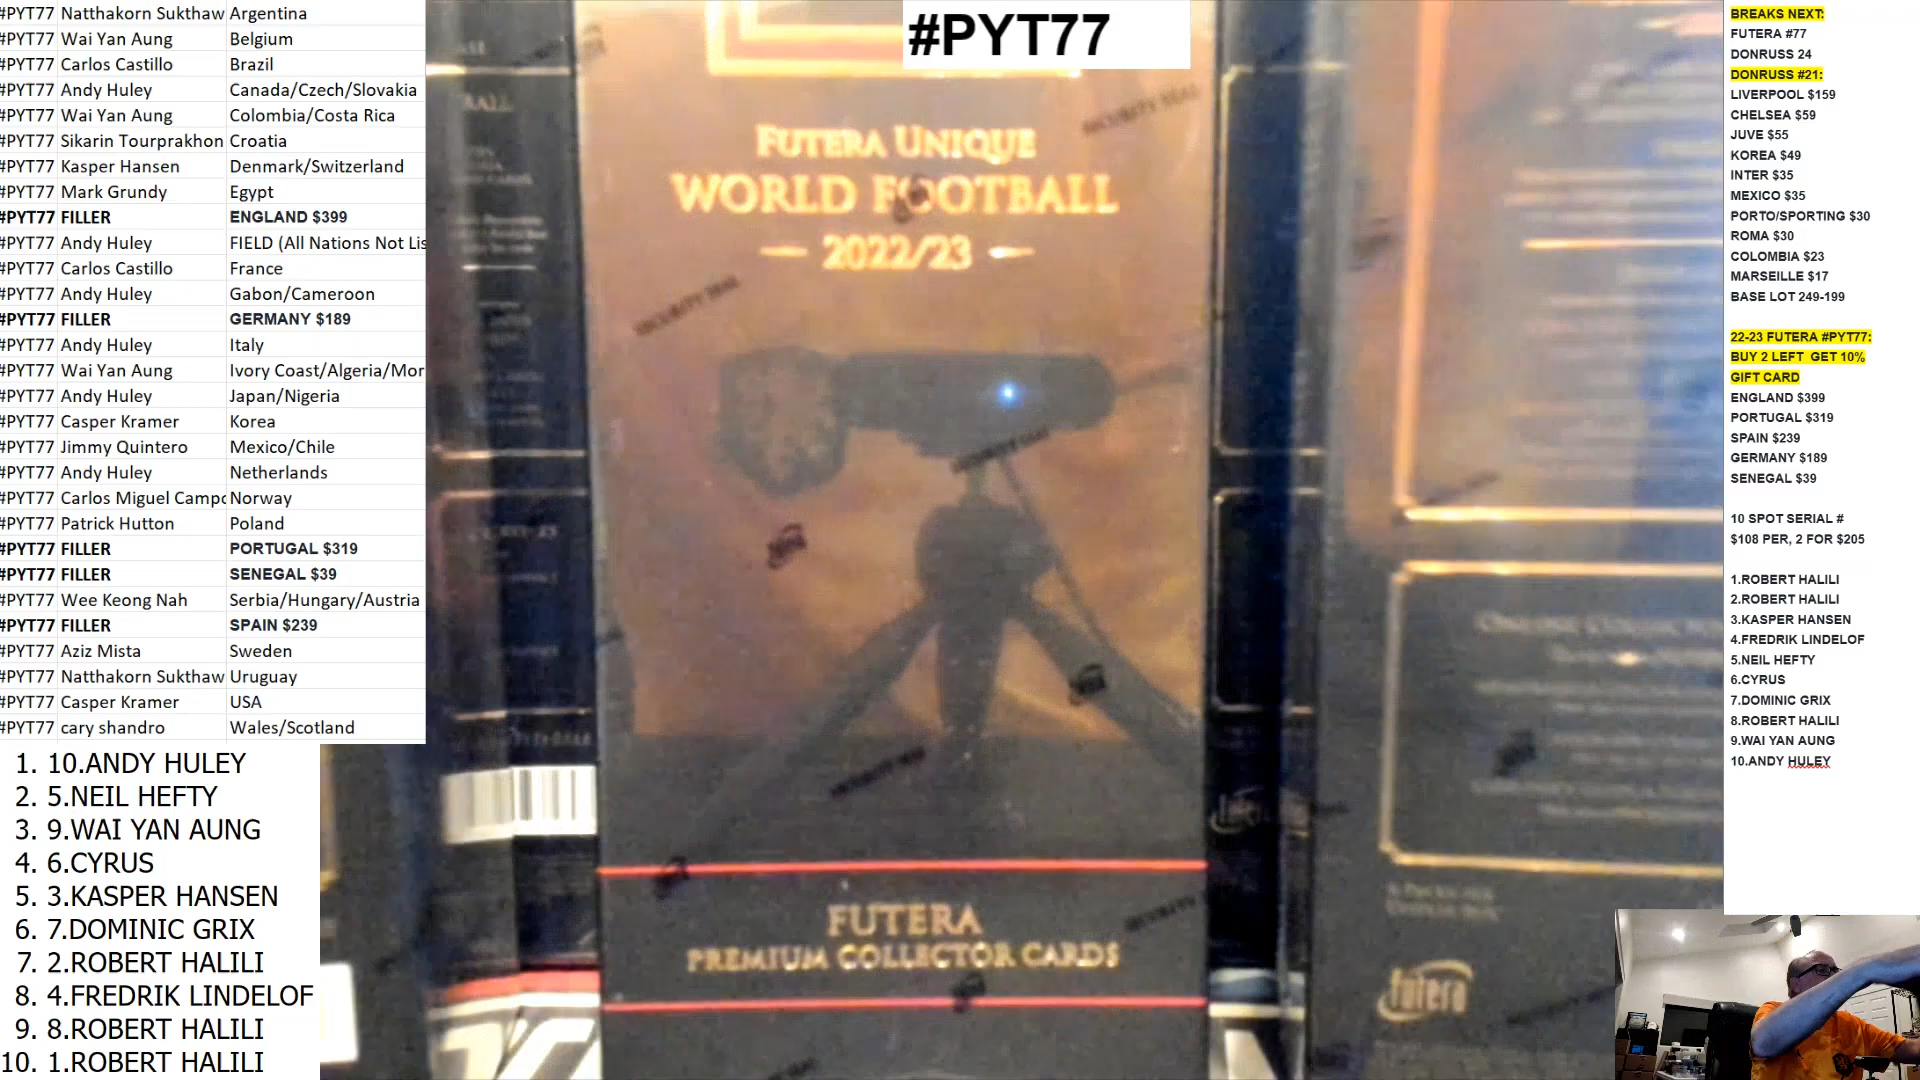 #PYT77 Natthakorn Sukthaw Argentina
#PYT77 Wai Yan Aung Belgium
#PYT77 Carlos Castillo Brazil
#PYT77 Andy Huley Canada/Czech/Slovakia
#PYT77 Wai Yan Aung Colombia/Costa Rica
#PYT77 Sikarin Tourprakhon Croatia
#PYT77 Kasper Hansen Denmark/Switzerland
#PYT77 Mark Grundy Egypt
#PYT77 FILLER ENGLAND $399
#PYT77 Andy Huley FIELD (All Nations Not Lis
#PYT77 Carlos Castillo France
#PYT77 Andy Huley Gabon/Cameroon
#PYT77 FILLER GERMANY $189
#PYT77 Andy Huley Italy
#PYT77 Wai Yan Aung Ivory Coast/Algeria/Mor
#PYT77 Andy Huley Japan/Nigeria
#PYT77 Casper Kramer Korea
#PYT77 Jimmy Quintero Mexico/Chile
#PYT77 Andy Huley Netherlands
#PYT77 Carlos Miguel Campo Norway
#PYT77 Patrick Hutton Poland
#PYT77 FILLER PORTUGAL $319
#PYT77 FILLER SENEGAL $39
#PYT77 Wee Keong Nah Serbia/Hungary/Austria
#PYT77 FILLER SPAIN $239
#PYT77 Aziz Mista Sweden
#PYT77 Natthakorn Sukthaw Uruguay
#PYT77 Casper Kramer USA
#PYT77 cary shandro Wales/Scotland
1. 10.ANDY HULEY
2. 5.NEIL HEFTY
3. 9.WAI YAN AUNG
4. 6.CYRUS
5. 3.KASPER HANSEN
6. 7.DOMINIC GRIX
7. 2.ROBERT HALILI
8. 4.FREDRIK LINDELOF
9. 8.ROBERT HALILI
10. 1.ROBERT HALILI
#PYT77
FUTERA UNIQUE
WORLD FOOTBALL
2022/23
SECURITY SEAL
SECURITY SEAL
FUTERA
PREMIUM COLLECTOR CARDS
futera
BREAKS NEXT:
FUTERA #77
DONRUSS 24
DONRUSS #21:
LIVERPOOL $159
CHELSEA $59
JUVE $55
KOREA $49
INTER $35
MEXICO $35
PORTO/SPORTING $30
ROMA $30
COLOMBIA $23
MARSEILLE $17
BASE LOT 249-199
22-23 FUTERA #PYT77:
BUY 2 LEFT GET 10%
GIFT CARD
ENGLAND $399
PORTUGAL $319
SPAIN $239
GERMANY $189
SENEGAL $39
10 SPOT SERIAL #
$108 PER, 2 FOR $205
1.ROBERT HALILI
2.ROBERT HALILI
3.KASPER HANSEN
4.FREDRIK LINDELOF
5.NEIL HEFTY
6.CYRUS
7.DOMINIC GRIX
8.ROBERT HALILI
9.WAI YAN AUNG
10.ANDY HULEY